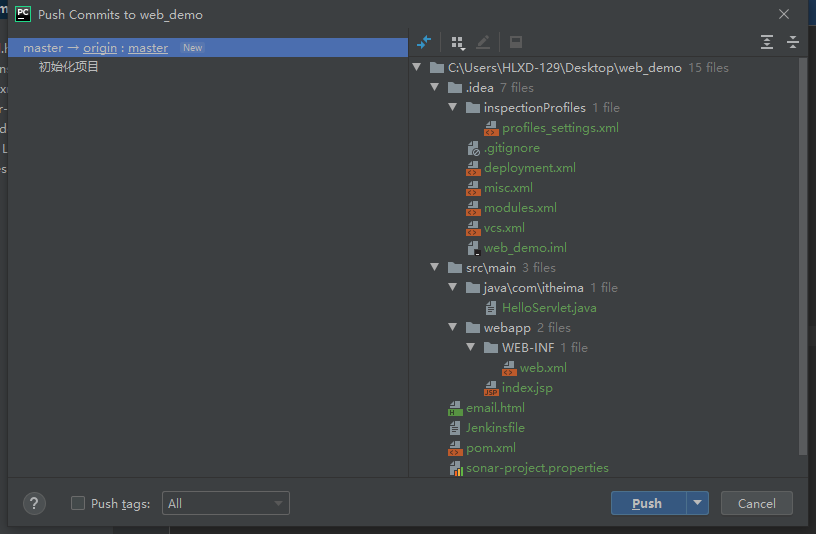 PC Push Commits to web_demo
master → origin : master New
初始化项目
C:\Users\HLXD-129\Desktop\web_demo 15 files
.idea 7 files
inspectionProfiles 1 file
profiles_settings.xml
.gitignore
deployment.xml
misc.xml
modules.xml
vcs.xml
web_demo.iml
src\main 3 files
java\com\itheima 1 file
HelloServlet.java
webapp 2 files
WEB-INF 1 file
web.xml
JSP index.jsp
H email.html
Jenkinsfile
pom.xml
sonar-project.properties
? Push tags: All Push Cancel